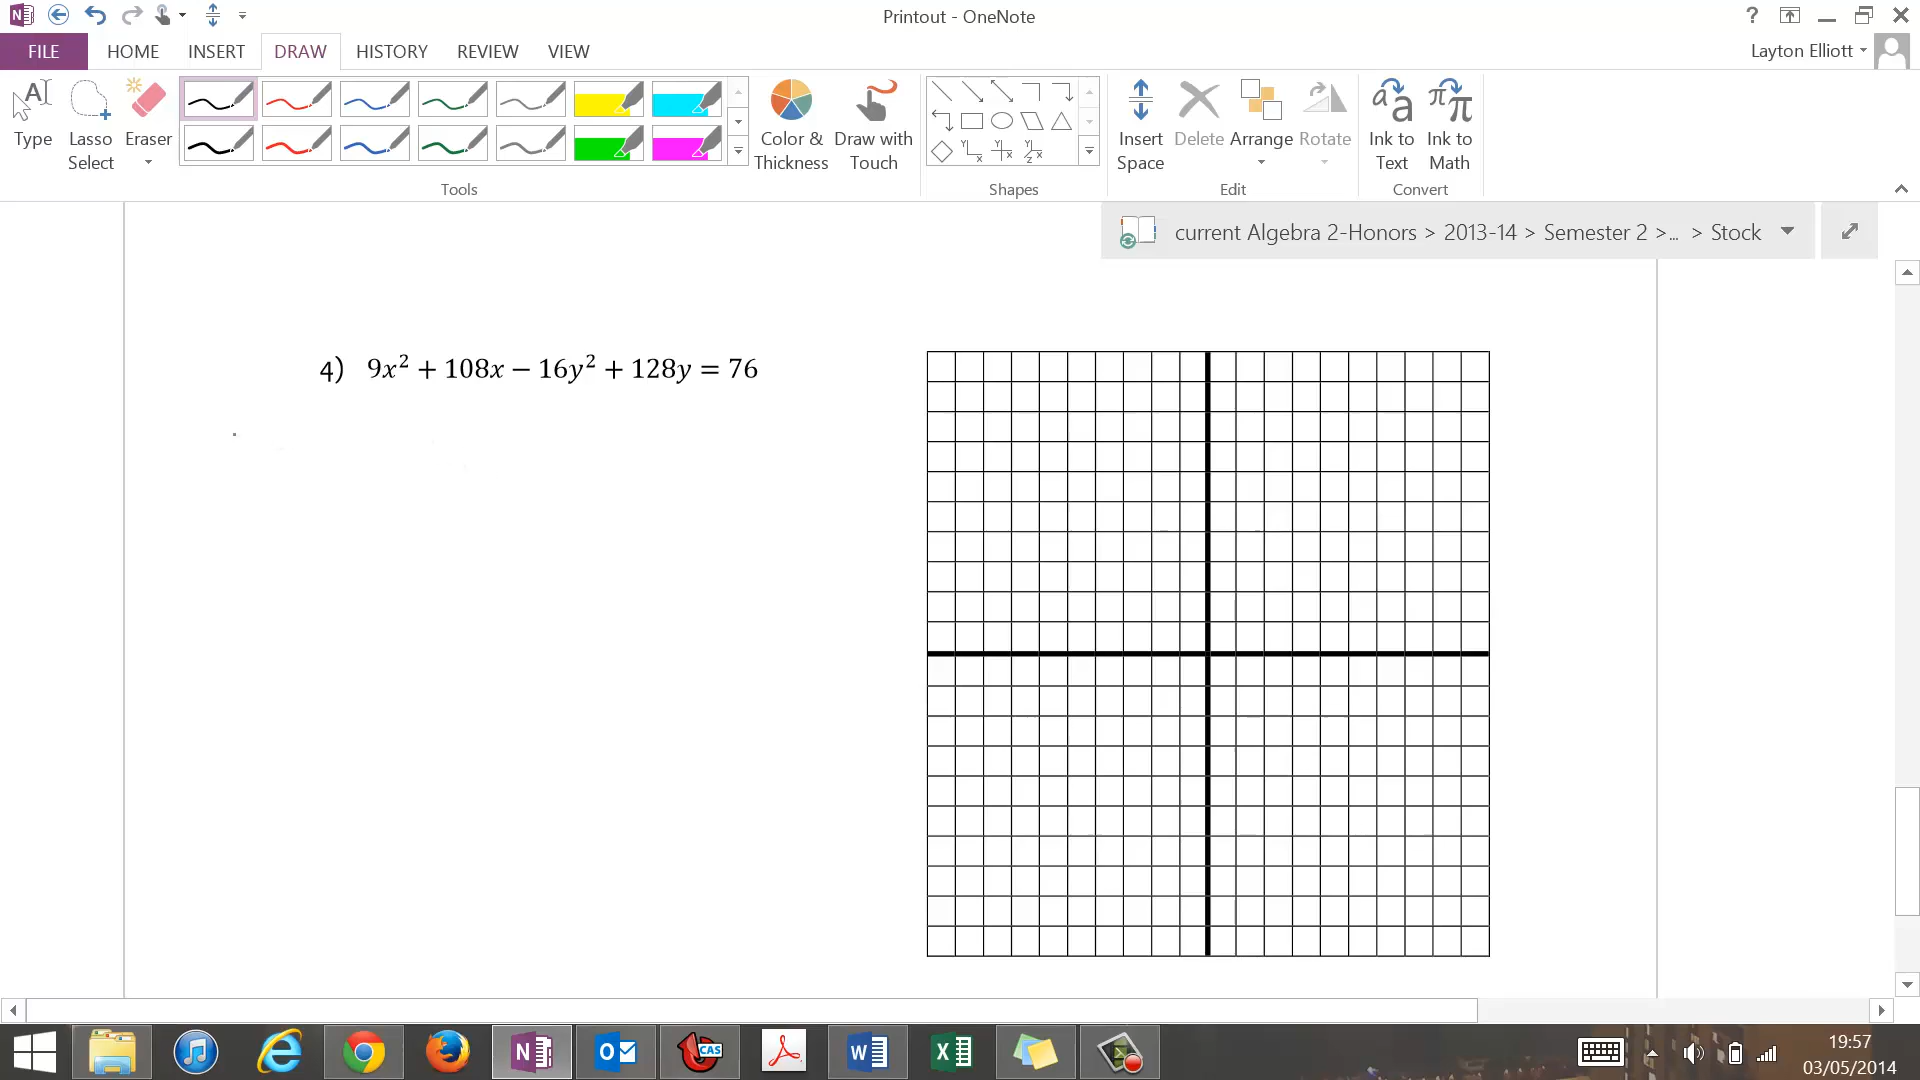 Printout - OneNote
?
FILE HOME INSERT DRAW HISTORY REVIEW VIEW
Layton Elliott
Type
Lasso Select
Eraser
Color & Thickness
Draw with Touch
Insert Space
Delete
Arrange
Rotate
Ink to Text
Ink to Math
Tools
Shapes
Edit
Convert
current Algebra 2-Honors > 2013-14 > Semester 2 >... > Stock
4) 9x² + 108x − 16y² + 128y = 76
CAS
19:57
03/05/2014